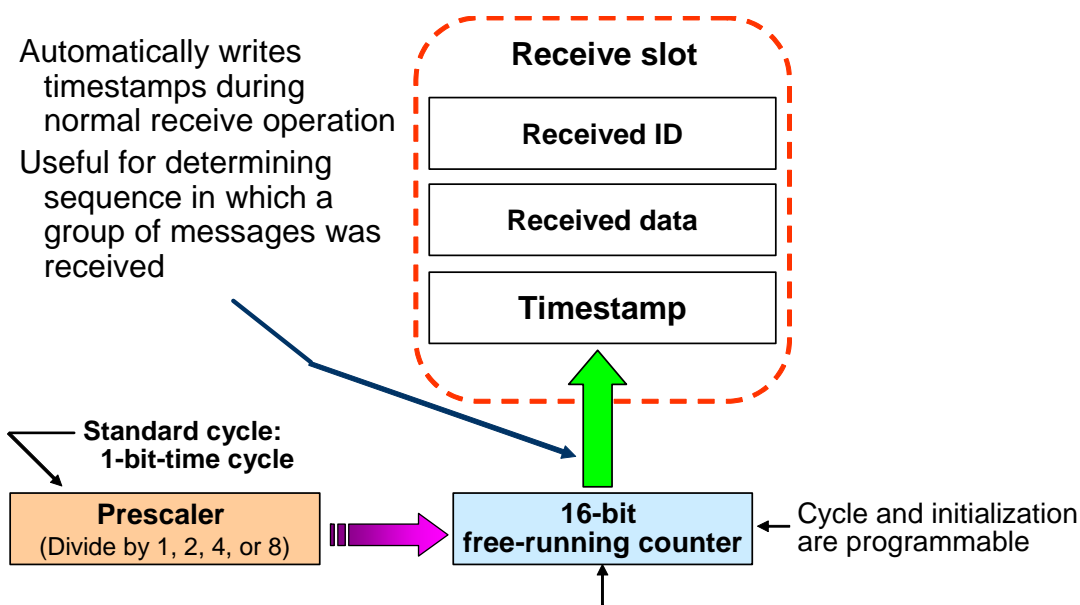 Automatically writes
timestamps during
normal receive operation
Useful for determining
sequence in which a
group of messages was
received
Receive slot
Received ID
Received data
Timestamp
Standard cycle:
1-bit-time cycle
Prescaler
(Divide by 1, 2, 4, or 8)
16-bit
free-running counter
Cycle and initialization
are programmable